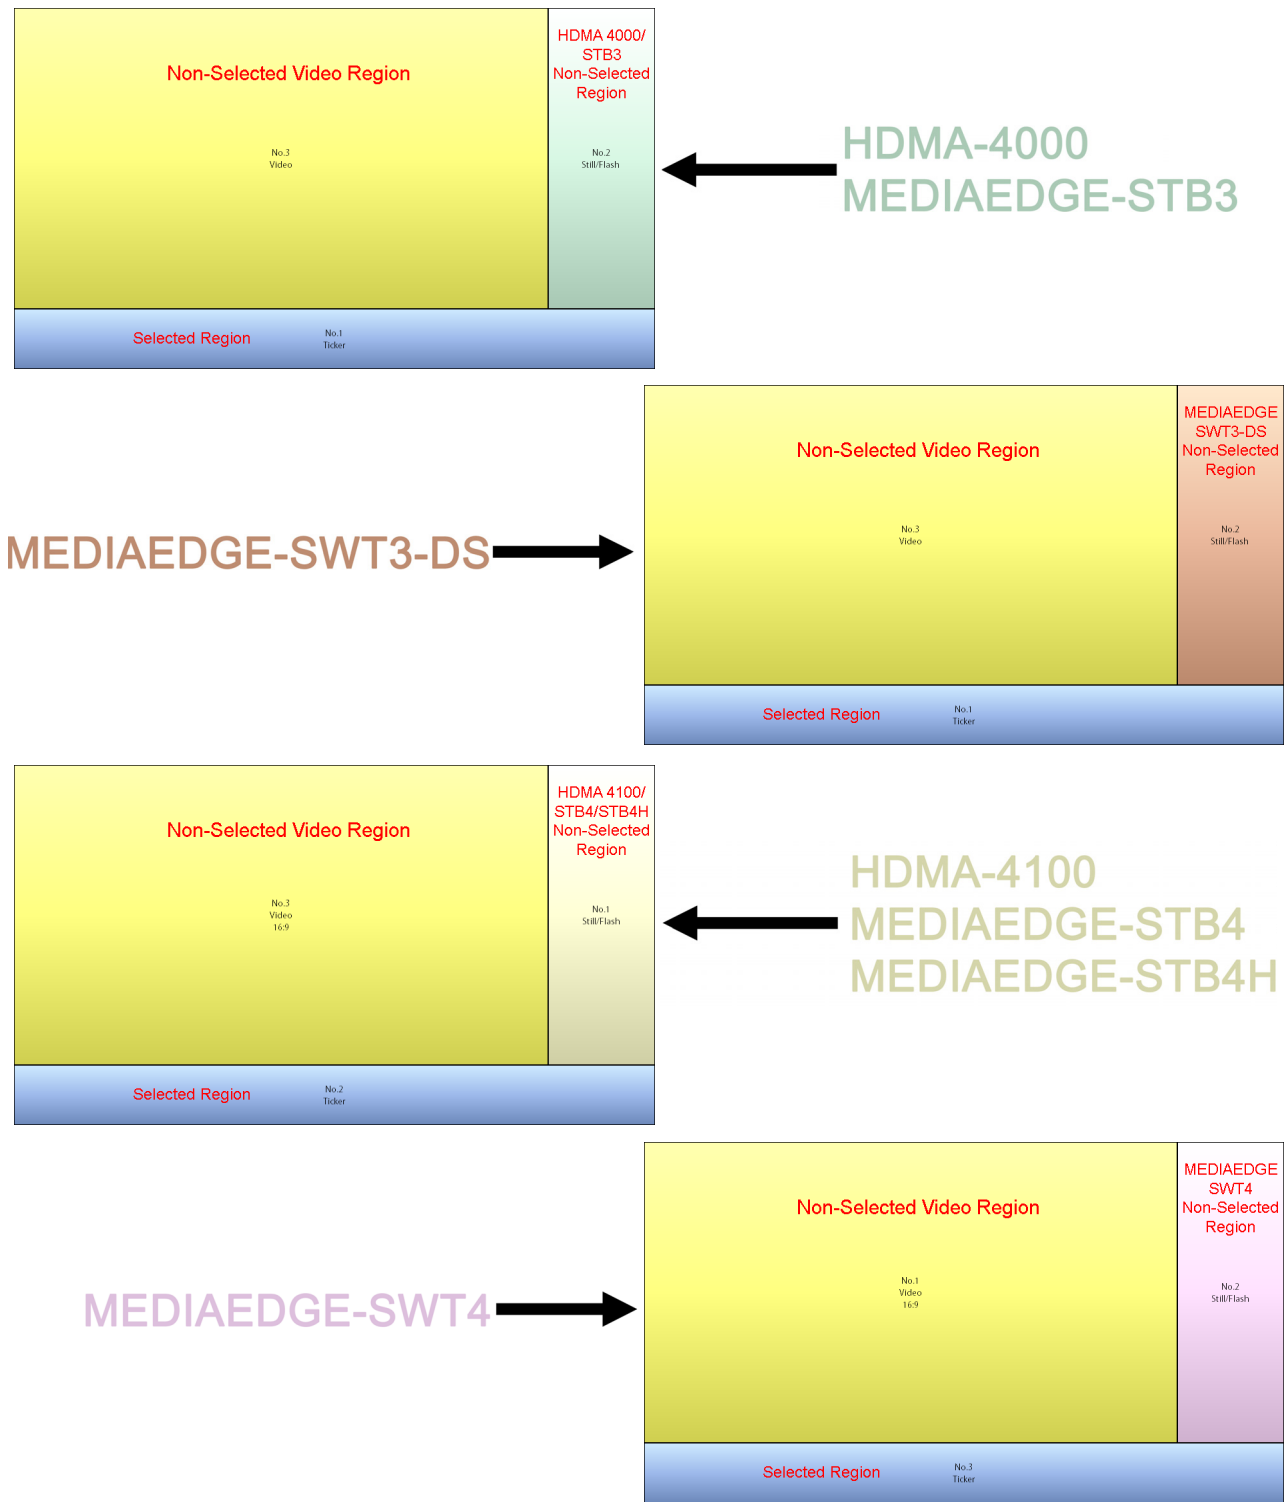 Non-Selected Video Region
No.3
Video
HDMA 4000/
STB3
Non-Selected
Region
No.2
Still/Flash
Selected Region
No.1
Ticker
HDMA-4000
MEDIAEDGE-STB3
MEDIAEDGE-SWT3-DS
Non-Selected Video Region
No.3
Video
MEDIAEDGE
SWT3-DS
Non-Selected
Region
No.2
Still/Flash
Selected Region
No.1
Ticker
Non-Selected Video Region
No.3
Video
16:9
HDMA 4100/
STB4/STB4H
Non-Selected
Region
No.1
Still/Flash
Selected Region
No.2
Ticker
HDMA-4100
MEDIAEDGE-STB4
MEDIAEDGE-STB4H
MEDIAEDGE-SWT4
Non-Selected Video Region
No.1
Video
16:9
MEDIAEDGE
SWT4
Non-Selected
Region
No.2
Still/Flash
Selected Region
No.3
Ticker